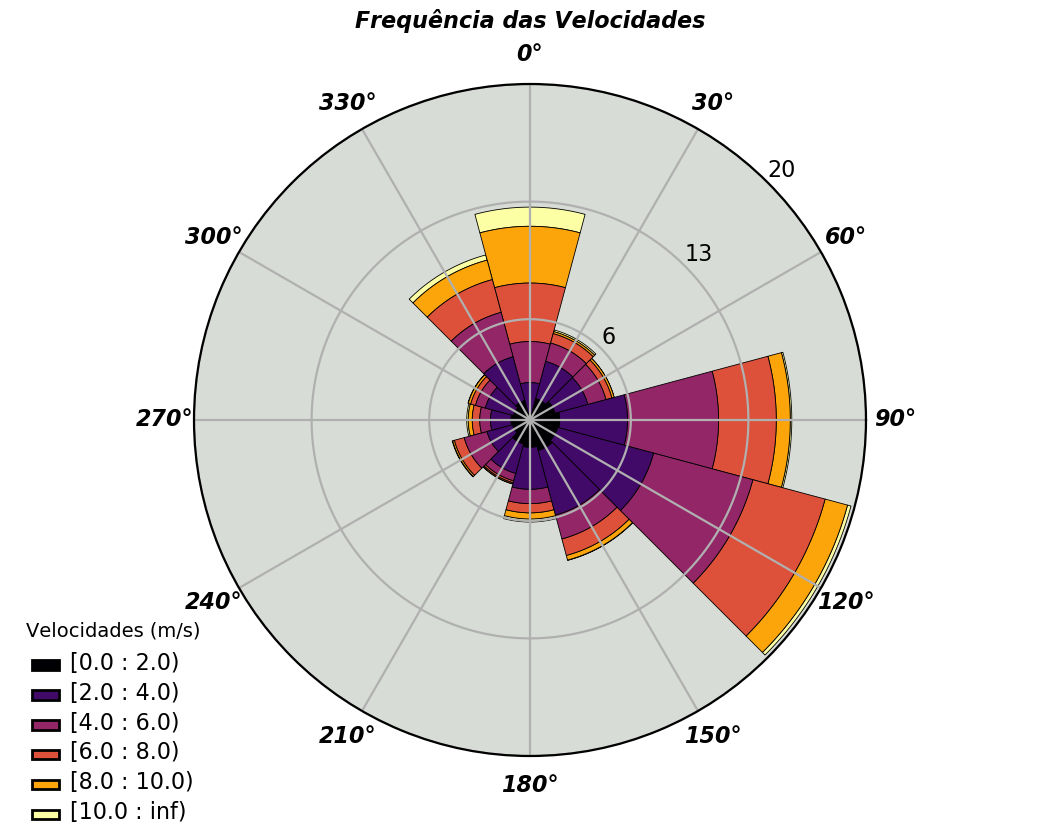 Frequência das Velocidades
0°
330°
30°
20
300°
60°
13
6
270°
90°
240°
120°
210°
150°
180°
Velocidades (m/s)
[0.0 : 2.0)
[2.0 : 4.0)
[4.0 : 6.0)
[6.0 : 8.0)
[8.0 : 10.0)
[10.0 : inf)